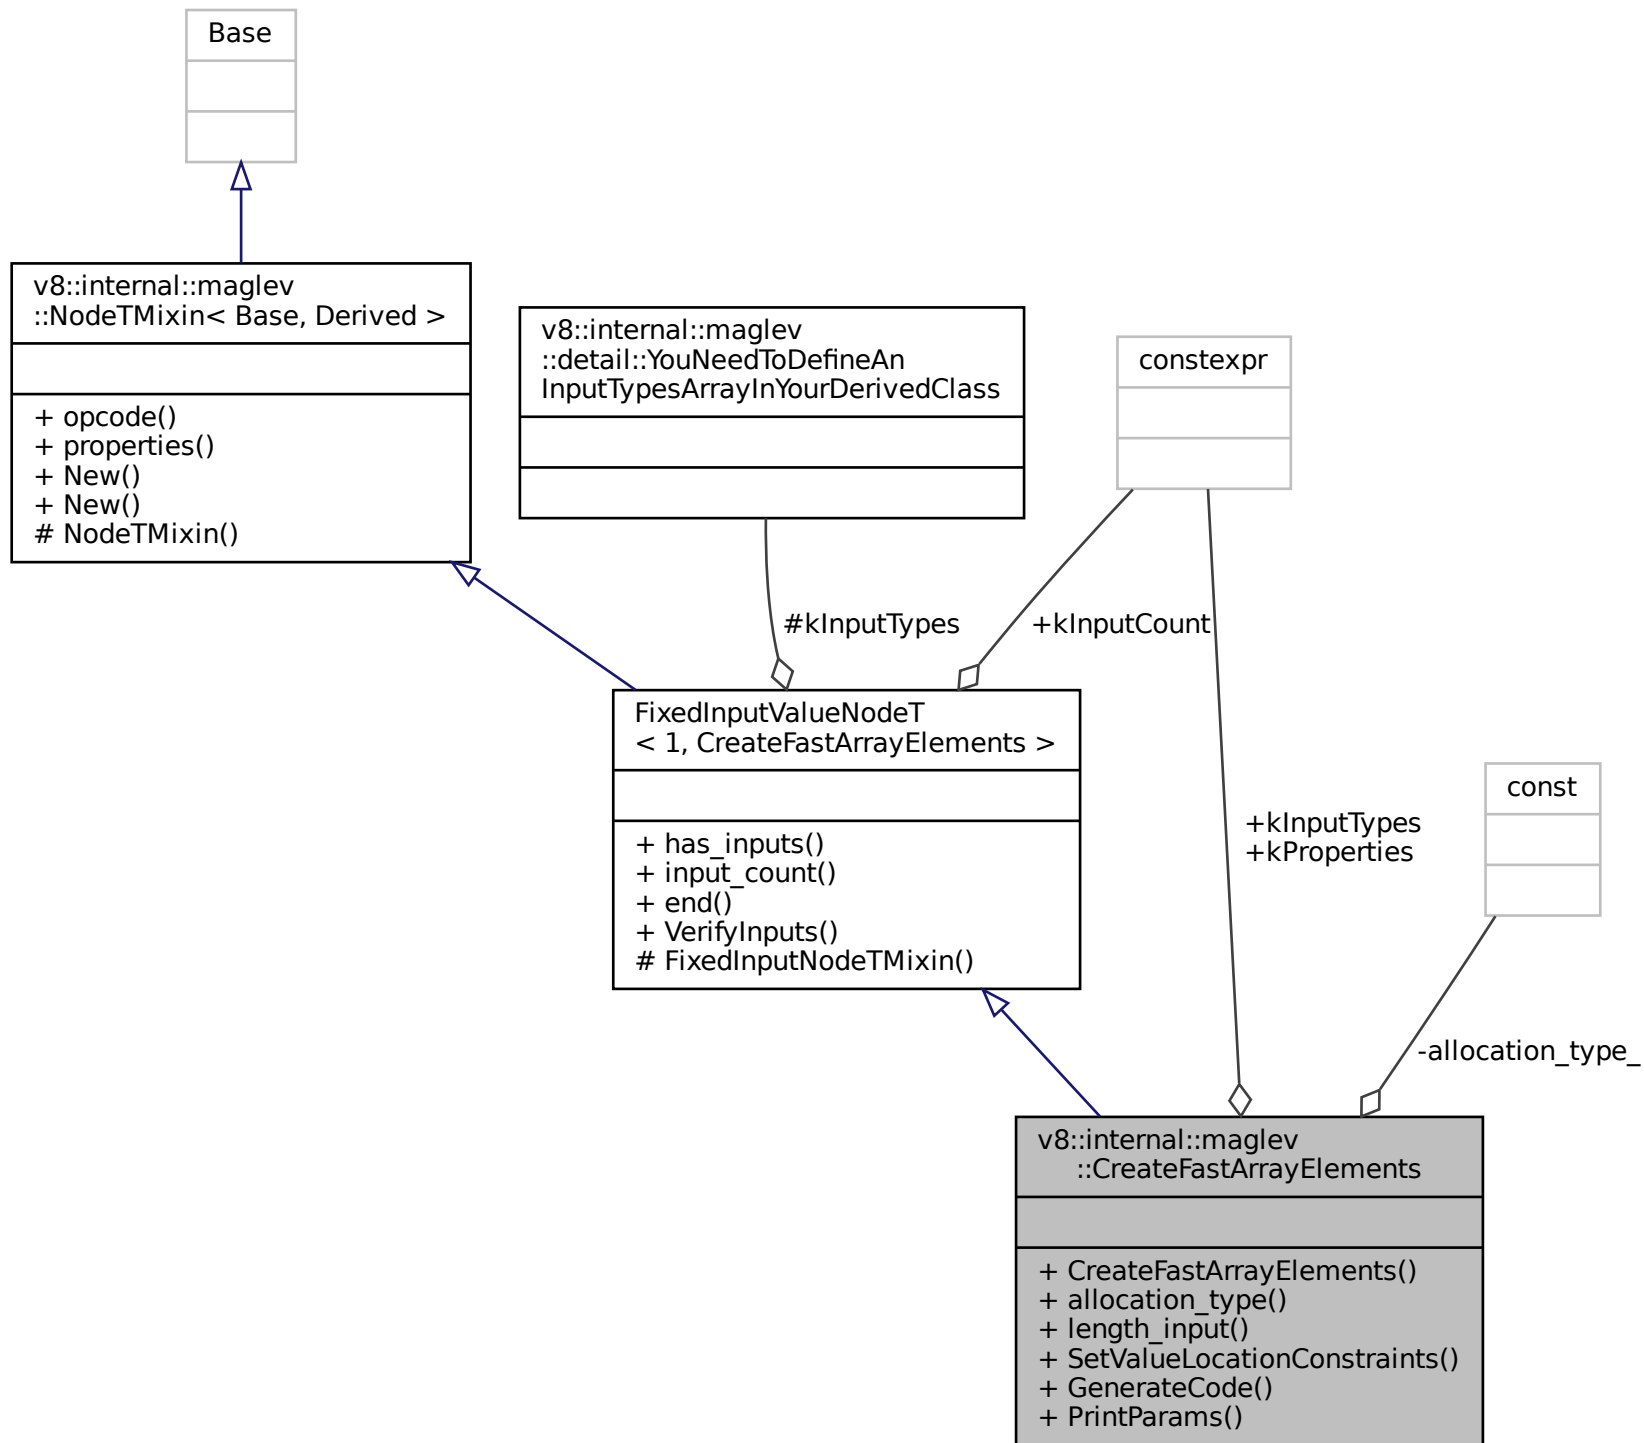 Base
v8::internal::maglev
::NodeTMixin< Base, Derived >
+ opcode()
+ properties()
+ New()
+ New()
# NodeTMixin()
v8::internal::maglev
::detail::YouNeedToDefineAn
InputTypesArrayInYourDerivedClass
constexpr
#kInputTypes
+kInputCount
FixedInputValueNodeT
< 1, CreateFastArrayElements >
+ has_inputs()
+ input_count()
+ end()
+ VerifyInputs()
# FixedInputNodeTMixin()
+kInputTypes
+kProperties
const
-allocation_type_
v8::internal::maglev
::CreateFastArrayElements
+ CreateFastArrayElements()
+ allocation_type()
+ length_input()
+ SetValueLocationConstraints()
+ GenerateCode()
+ PrintParams()